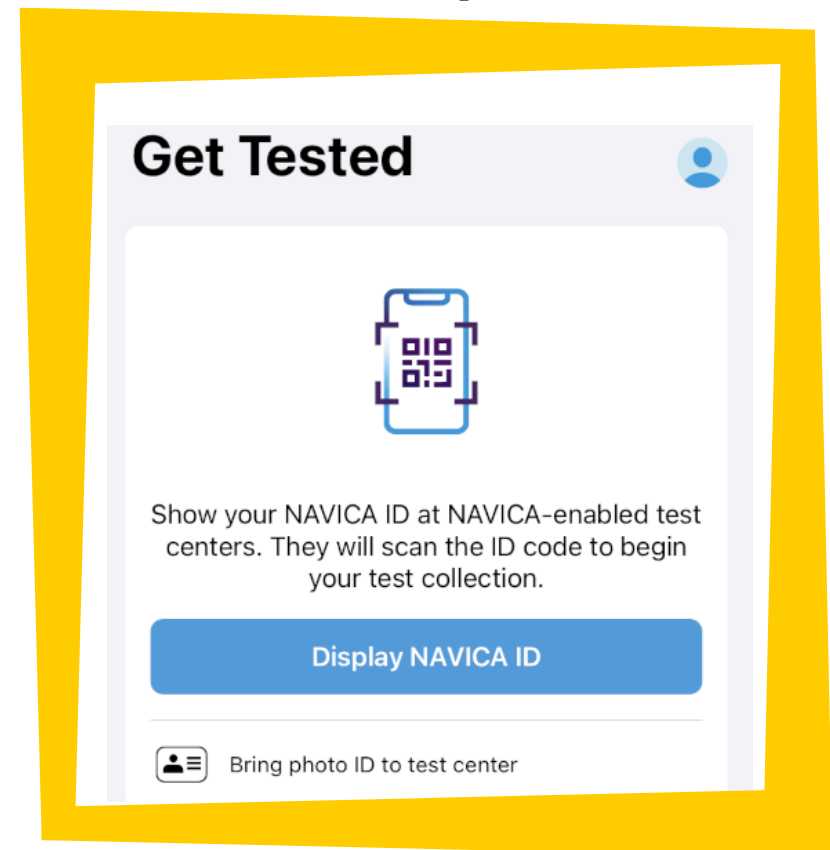 Get Tested
Show your NAVICA ID at NAVICA-enabled test
centers. They will scan the ID code to begin
your test collection.
Display NAVICA ID
Bring photo ID to test center